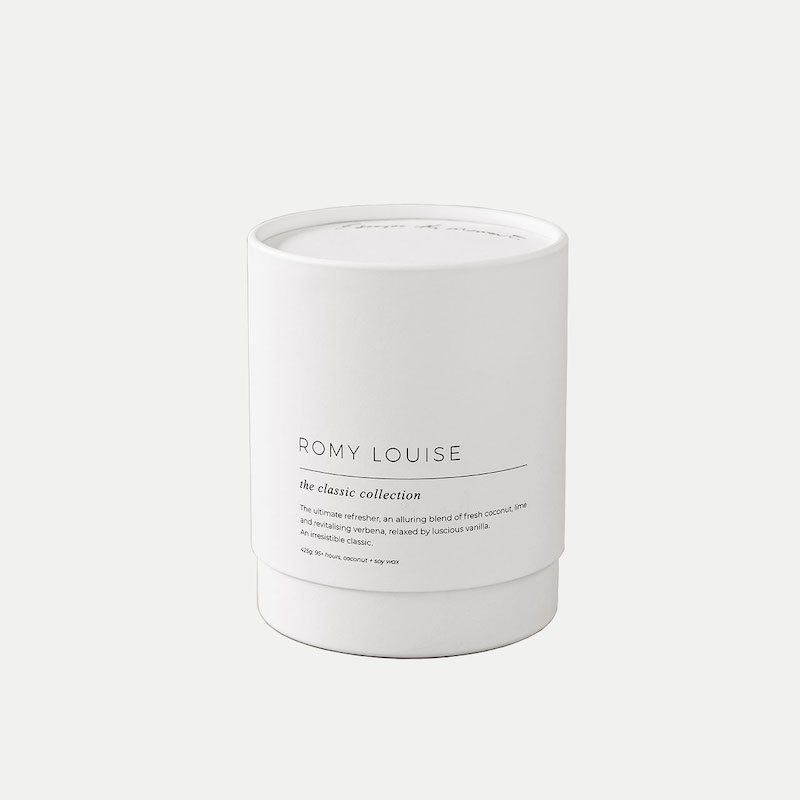 ROMY LOUISE
the classic collection
The ultimate refresher, an alluring blend of fresh coconut, lime
and revitalising verbena, relaxed by luscious vanilla.
An irresistible classic.
425g, 95+ hours, coconut + soy wax